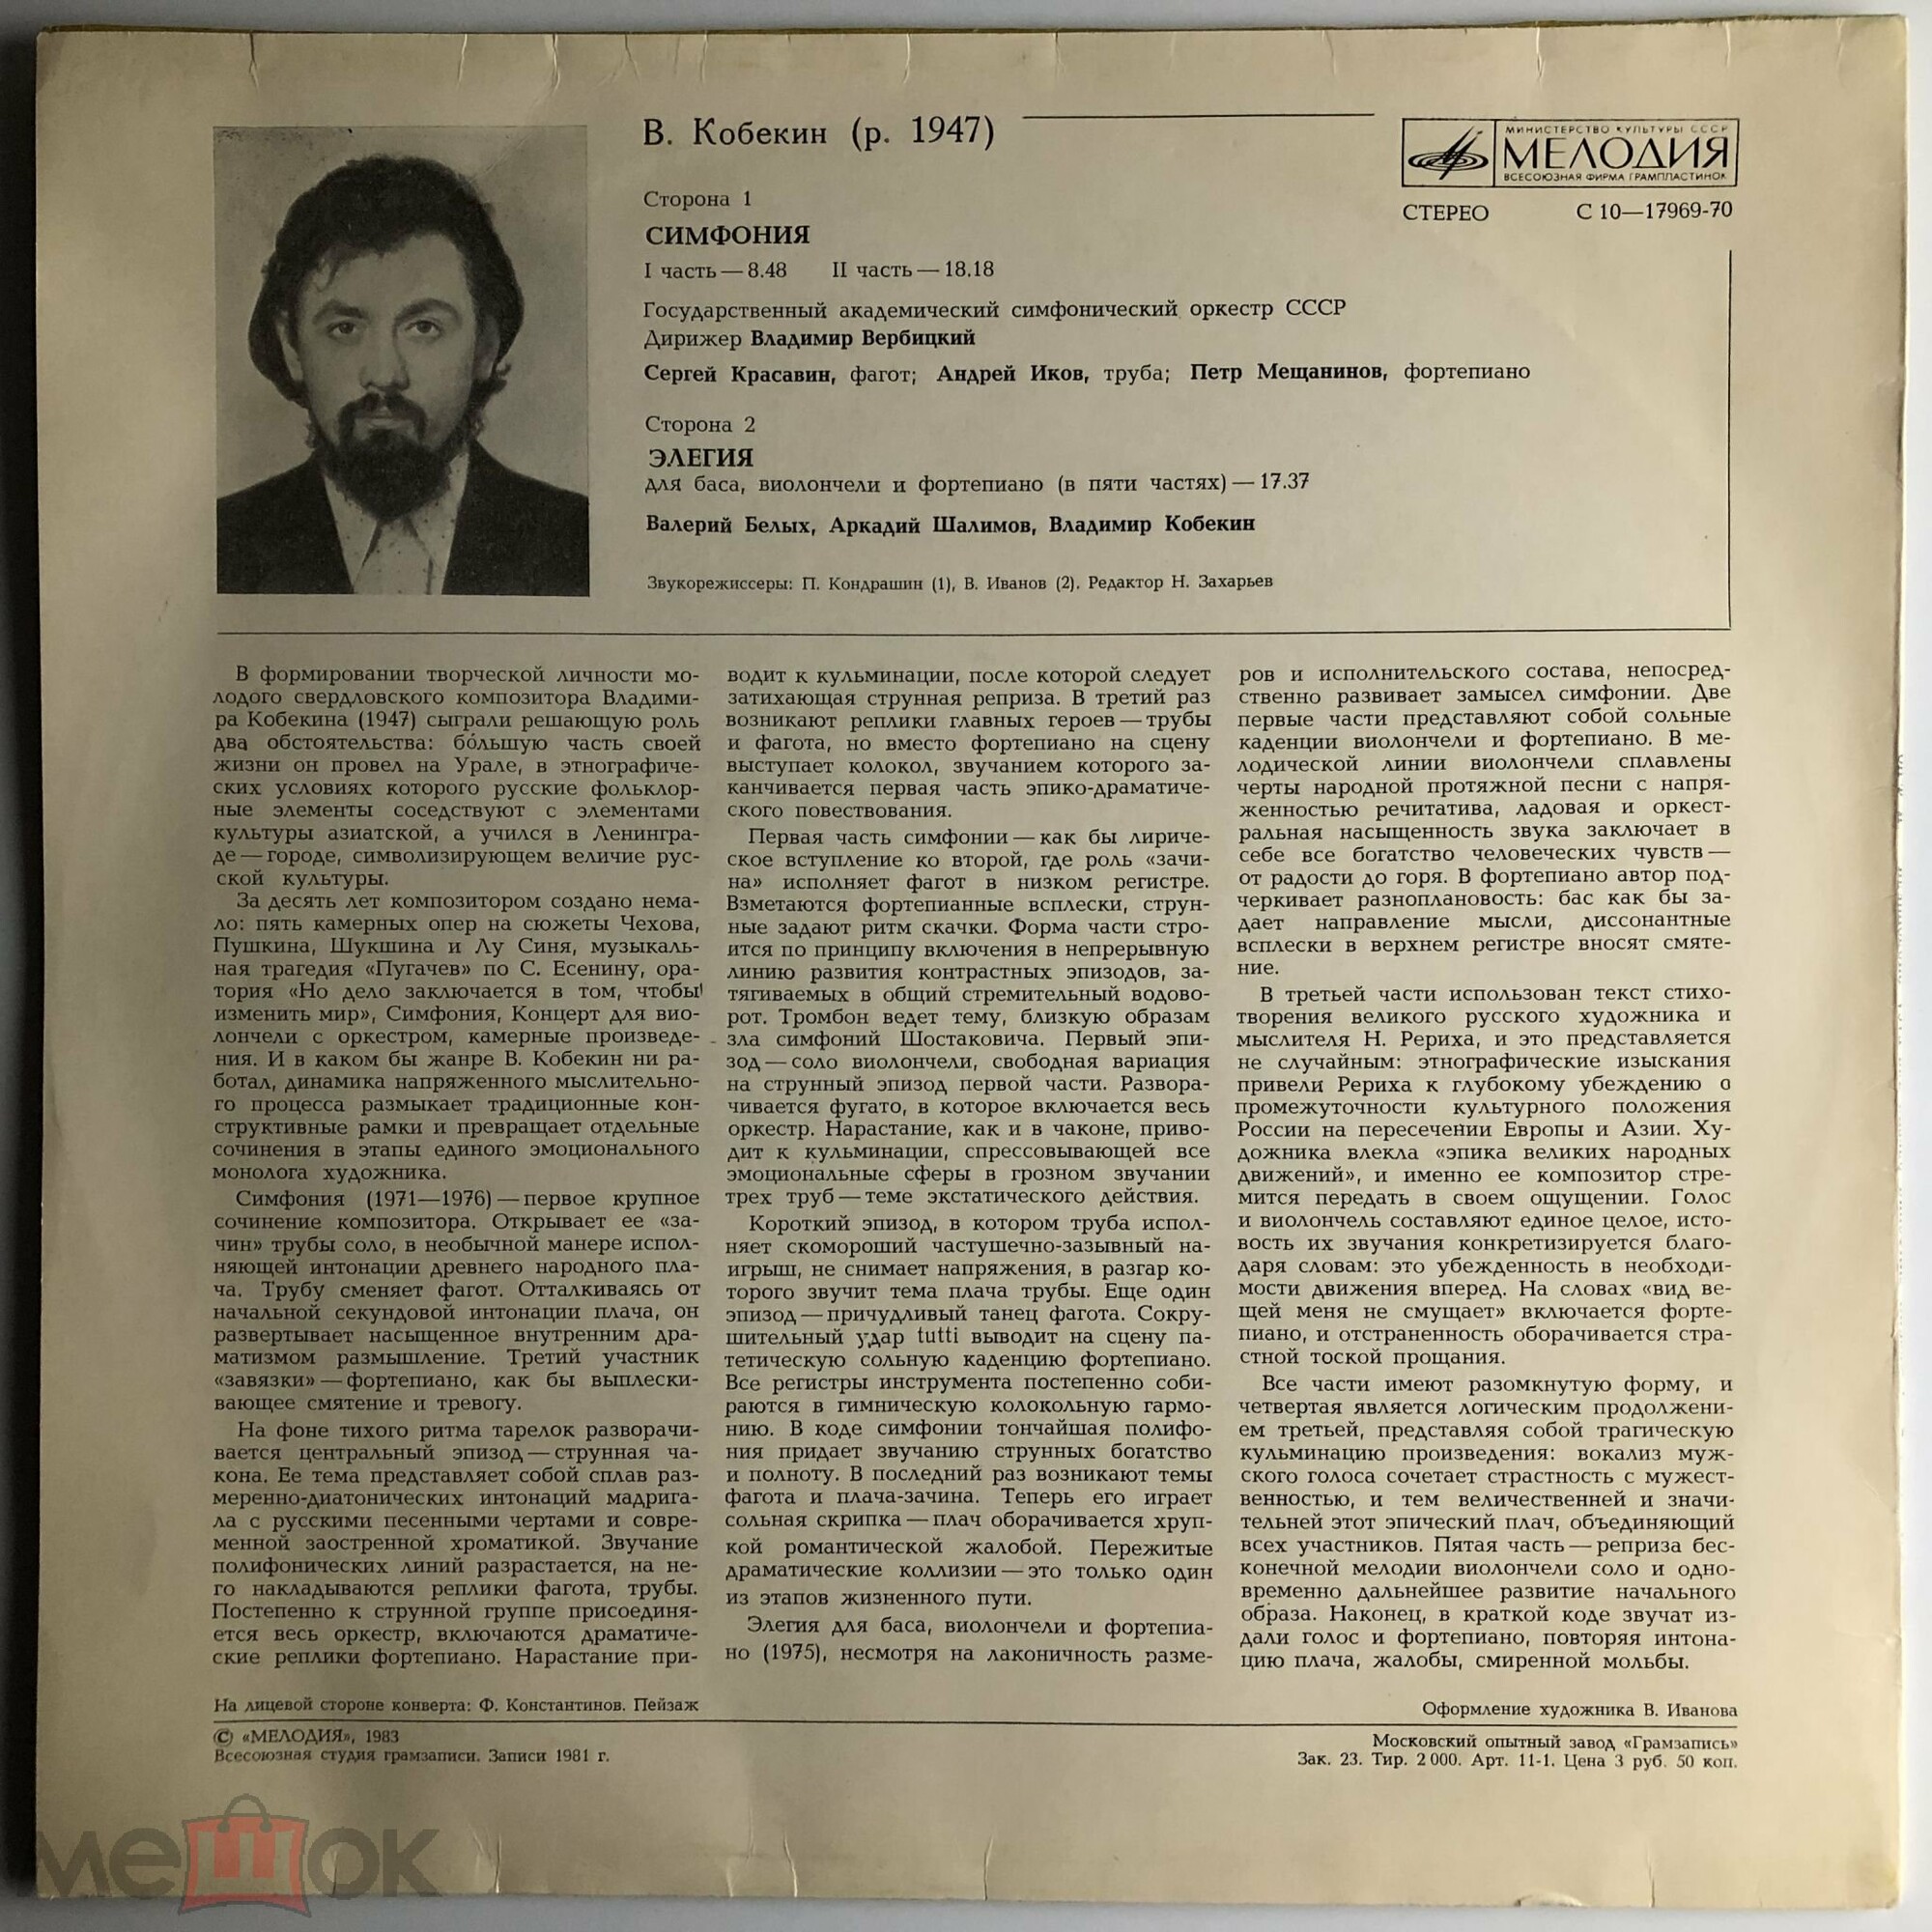 В. Кобекин (р. 1947)
МИНИСТЕРСТВО КУЛЬТУРЫ СССР
МЕЛОДИЯ
ВСЕСОЮЗНАЯ ФИРМА ГРАМПЛАСТИНОК
СТЕРЕО С 10—17969-70
Сторона 1
СИМФОНИЯ
I часть — 8.48 II часть — 18.18
Государственный академический симфонический оркестр СССР
Дирижер Владимир Вербицкий
Сергей Красавин, фагот; Андрей Иков, труба; Петр Мещанинов, фортепиано
Сторона 2
ЭЛЕГИЯ
для баса, виолончели и фортепиано (в пяти частях) — 17.37
Валерий Белых, Аркадий Шалимов, Владимир Кобекин
Звукорежиссеры: П. Кондрашин (1), В. Иванов (2). Редактор Н. Захарьев
В формировании творческой личности мо-
лодого свердловского композитора Владими-
ра Кобекина (1947) сыграли решающую роль
два обстоятельства: бо́льшую часть своей
жизни он провел на Урале, в этнографиче-
ских условиях которого русские фольклор-
ные элементы соседствуют с элементами
культуры азиатской, а учился в Ленингра-
де — городе, символизирующем величие рус-
ской культуры.
За десять лет композитором создано нема-
ло: пять камерных опер на сюжеты Чехова,
Пушкина, Шукшина и Лу Синя, музыкаль-
ная трагедия «Пугачев» по С. Есенину, ора-
тория «Но дело заключается в том, чтобы
изменить мир», Симфония, Концерт для вио-
лончели с оркестром, камерные произведе-
ния. И в каком бы жанре В. Кобекин ни ра-
ботал, динамика напряженного мыслительно-
го процесса размыкает традиционные кон-
структивные рамки и превращает отдельные
сочинения в этапы единого эмоционального
монолога художника.
Симфония (1971—1976) — первое крупное
сочинение композитора. Открывает ее «за-
чин» трубы соло, в необычной манере испол-
няющей интонации древнего народного пла-
ча. Трубу сменяет фагот. Отталкиваясь от
начальной секундовой интонации плача, он
развертывает насыщенное внутренним дра-
матизмом размышление. Третий участник
«завязки» — фортепиано, как бы выплески-
вающее смятение и тревогу.
На фоне тихого ритма тарелок разворачи-
вается центральный эпизод — струнная ча-
кона. Ее тема представляет собой сплав раз-
меренно-диатонических интонаций мадрига-
ла с русскими песенными чертами и совре-
менной заостренной хроматикой. Звучание
полифонических линий разрастается, на не-
го накладываются реплики фагота, трубы.
Постепенно к струнной группе присоединя-
ется весь оркестр, включаются драматиче-
ские реплики фортепиано. Нарастание при-
водит к кульминации, после которой следует
затихающая струнная реприза. В третий раз
возникают реплики главных героев — трубы
и фагота, но вместо фортепиано на сцену
выступает колокол, звучанием которого за-
канчивается первая часть эпико-драматиче-
ского повествования.
Первая часть симфонии — как бы лириче-
ское вступление ко второй, где роль «зачи-
на» исполняет фагот в низком регистре.
Взметаются фортепианные всплески, струн-
ные задают ритм скачки. Форма части стро-
ится по принципу включения в непрерывную
линию развития контрастных эпизодов, за-
тягиваемых в общий стремительный водово-
рот. Тромбон ведет тему, близкую образам
зла симфоний Шостаковича. Первый эпи-
зод — соло виолончели, свободная вариация
на струнный эпизод первой части. Развора-
чивается фугато, в которое включается весь
оркестр. Нарастание, как и в чаконе, приво-
дит к кульминации, спрессовывающей все
эмоциональные сферы в грозном звучании
трех труб — теме экстатического действия.
Короткий эпизод, в котором труба испол-
няет скомороший частушечно-зазывный на-
игрыш, не снимает напряжения, в разгар ко-
торого звучит тема плача трубы. Еще один
эпизод — причудливый танец фагота. Сокру-
шительный удар tutti выводит на сцену па-
тетическую сольную каденцию фортепиано.
Все регистры инструмента постепенно соби-
раются в гимническую колокольную гармо-
нию. В коде симфонии тончайшая полифо-
ния придает звучанию струнных богатство
и полноту. В последний раз возникают темы
фагота и плача-зачина. Теперь его играет
сольная скрипка — плач оборачивается хруп-
кой романтической жалобой. Пережитые
драматические коллизии — это только один
из этапов жизненного пути.
Элегия для баса, виолончели и фортепиа-
но (1975), несмотря на лаконичность разме-
ров и исполнительского состава, непосред-
ственно развивает замысел симфонии. Две
первые части представляют собой сольные
каденции виолончели и фортепиано. В ме-
лодической линии виолончели сплавлены
черты народной протяжной песни с напря-
женностью речитатива, ладовая и оркест-
ральная насыщенность звука заключает в
себе все богатство человеческих чувств —
от радости до горя. В фортепиано автор под-
черкивает разноплановость: бас как бы за-
дает направление мысли, диссонантные
всплески в верхнем регистре вносят смяте-
ние.
В третьей части использован текст стихо-
творения великого русского художника и
мыслителя Н. Рериха, и это представляется
не случайным: этнографические изыскания
привели Рериха к глубокому убеждению о
промежуточности культурного положения
России на пересечении Европы и Азии. Ху-
дожника влекла «эпика великих народных
движений», и именно ее композитор стре-
мится передать в своем ощущении. Голос
и виолончель составляют единое целое, исто-
вость их звучания конкретизируется благо-
даря словам: это убежденность в необходи-
мости движения вперед. На словах «вид ве-
щей меня не смущает» включается форте-
пиано, и отстраненность оборачивается стра-
стной тоской прощания.
Все части имеют разомкнутую форму, и
четвертая является логическим продолжени-
ем третьей, представляя собой трагическую
кульминацию произведения: вокализ муж-
ского голоса сочетает страстность с мужест-
венностью, и тем величественней и значи-
тельней этот эпический плач, объединяющий
всех участников. Пятая часть — реприза бес-
конечной мелодии виолончели соло и одно-
временно дальнейшее развитие начального
образа. Наконец, в краткой коде звучат из-
дали голос и фортепиано, повторяя интона-
цию плача, жалобы, смиренной мольбы.
На лицевой стороне конверта: Ф. Константинов. Пейзаж
Оформление художника В. Иванова
© «МЕЛОДИЯ», 1983
Всесоюзная студия грамзаписи. Записи 1981 г.
Московский опытный завод «Грамзапись»
Зак. 23. Тир. 2 000. Арт. 11-1. Цена 3 руб. 50 коп.
мешок